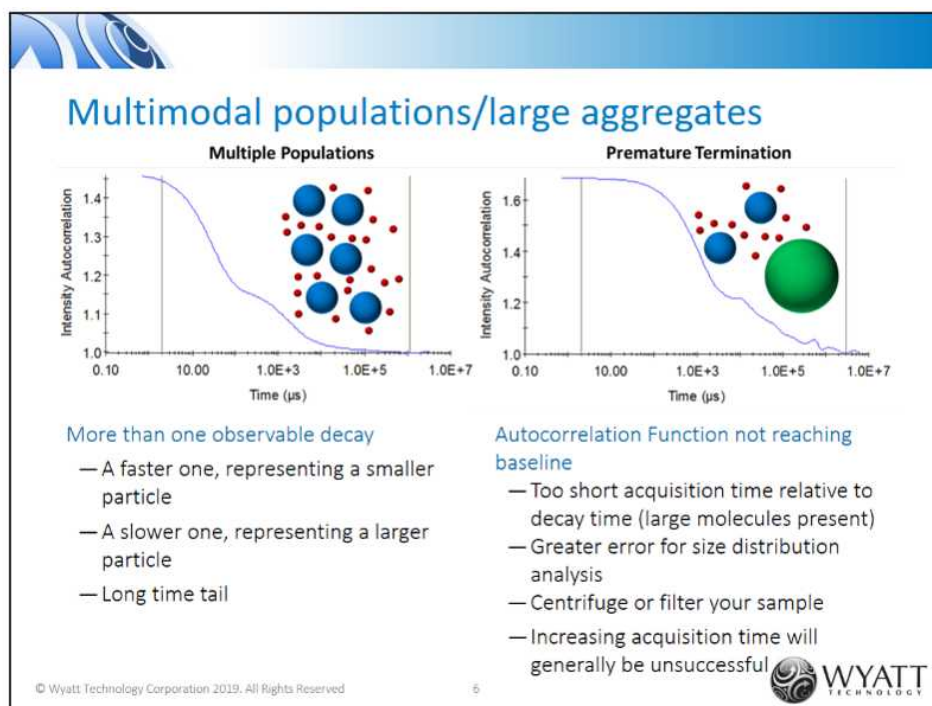 Multimodal populations/large aggregates
Multiple Populations
Intensity Autocorrelation
1.4
1.3
1.2
1.1
1.0
0.10 10.00 1.0E+3 1.0E+5 1.0E+7
Time (µs)
More than one observable decay
— A faster one, representing a smaller
particle
— A slower one, representing a larger
particle
— Long time tail
Premature Termination
Intensity Autocorrelation
1.6
1.4
1.2
1.0
0.10 10.00 1.0E+3 1.0E+5 1.0E+7
Time (µs)
Autocorrelation Function not reaching
baseline
— Too short acquisition time relative to
decay time (large molecules present)
— Greater error for size distribution
analysis
— Centrifuge or filter your sample
— Increasing acquisition time will
generally be unsuccessful
© Wyatt Technology Corporation 2019. All Rights Reserved
6
WYATT
TECHNOLOGY